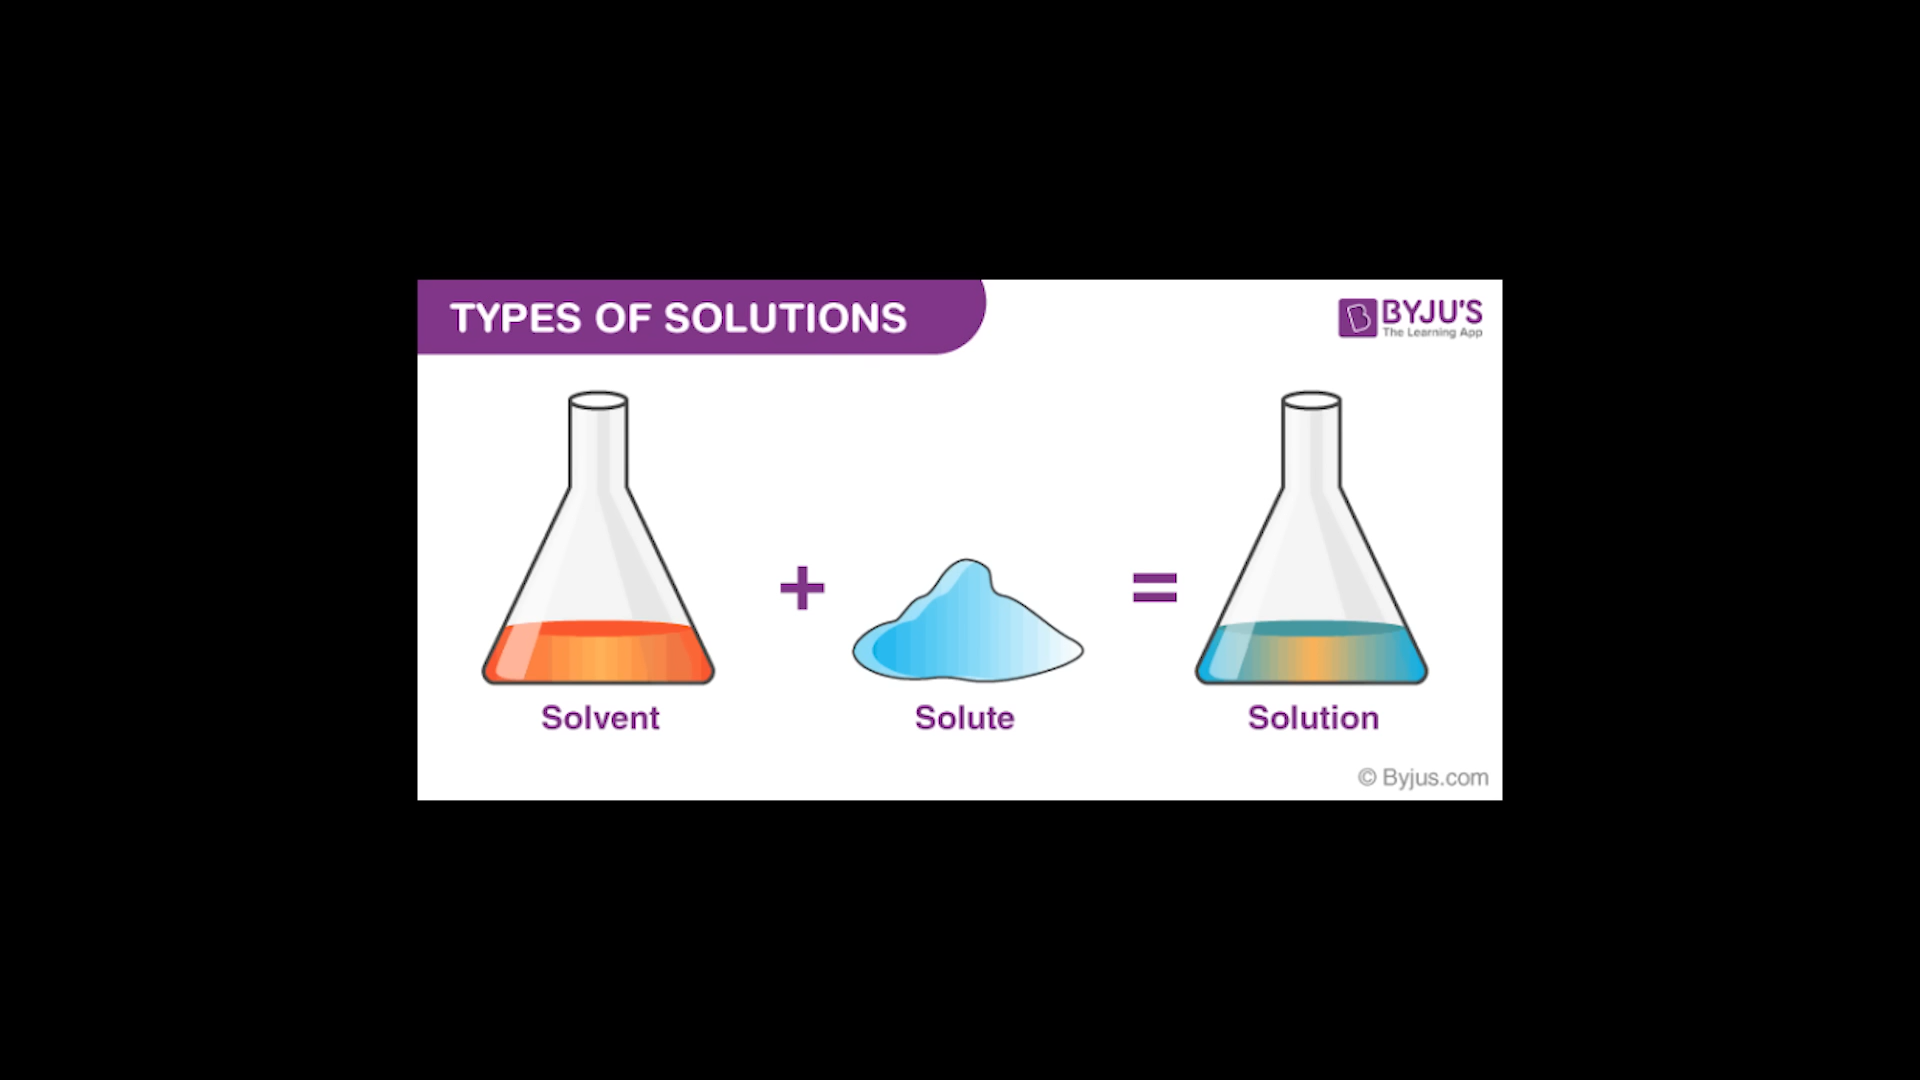 TYPES OF SOLUTIONS
BYJU'S
The Learning App
+
=
Solvent
Solute
Solution
© Byjus.com